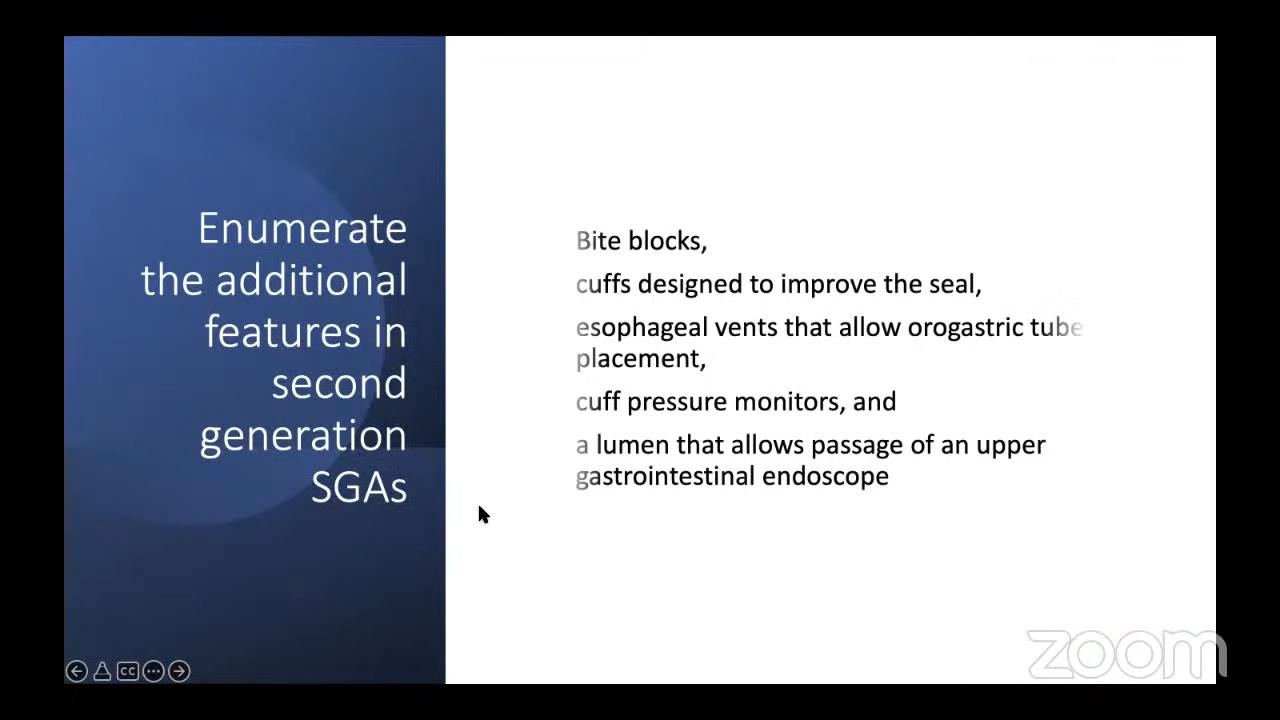 Enumerate
the additional
features in
second
generation
SGAs
Bite blocks,
cuffs designed to improve the seal,
esophageal vents that allow orogastric tube
placement,
cuff pressure monitors, and
a lumen that allows passage of an upper
gastrointestinal endoscope
CC
zoom